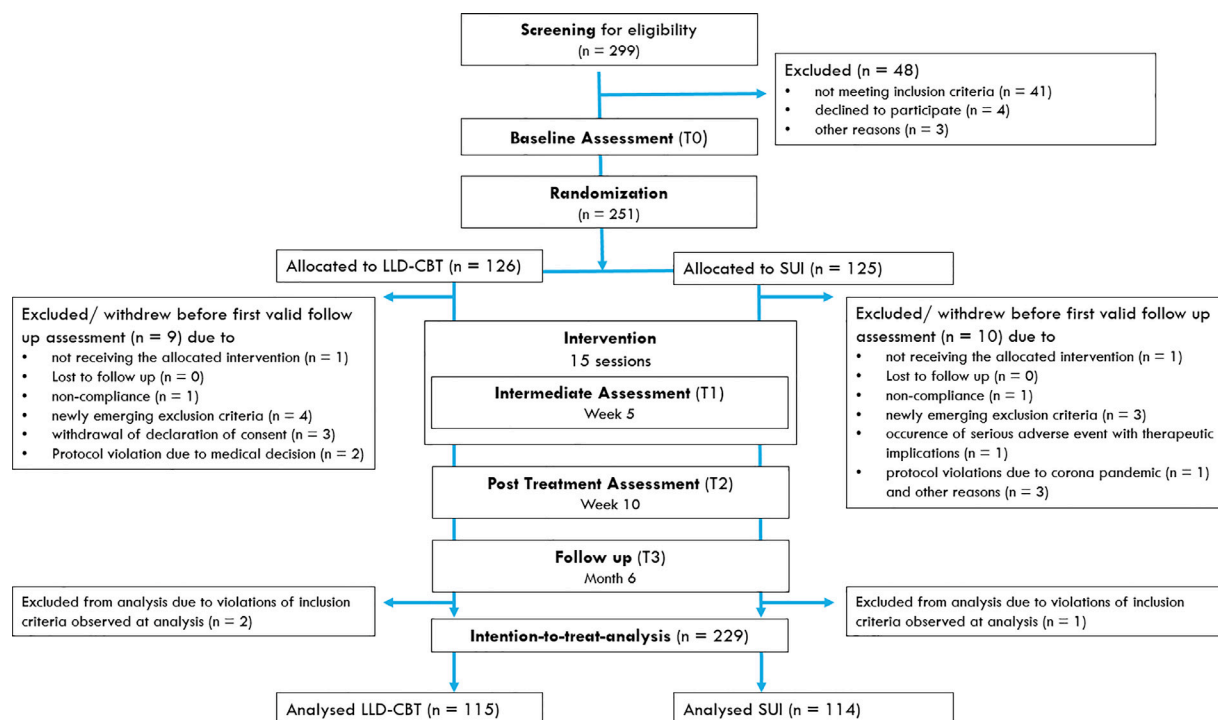 Screening for eligibility
(n = 299)
Excluded (n = 48)
• not meeting inclusion criteria (n = 41)
• declined to participate (n = 4)
• other reasons (n = 3)
Baseline Assessment (T0)
Randomization
(n = 251)
Allocated to LLD-CBT (n = 126)
Allocated to SUI (n = 125)
Excluded/ withdrew before first valid follow
up assessment (n = 9) due to
• not receiving the allocated intervention (n = 1)
• Lost to follow up (n = 0)
• non-compliance (n = 1)
• newly emerging exclusion criteria (n = 4)
• withdrawal of declaration of consent (n = 3)
• Protocol violation due to medical decision (n = 2)
Intervention
15 sessions
Intermediate Assessment (T1)
Week 5
Excluded/ withdrew before first valid follow up
assessment (n = 10) due to
• not receiving the allocated intervention (n = 1)
• Lost to follow up (n = 0)
• non-compliance (n = 1)
• newly emerging exclusion criteria (n = 3)
• occurence of serious adverse event with therapeutic
implications (n = 1)
• protocol violations due to corona pandemic (n = 1)
and other reasons (n = 3)
Post Treatment Assessment (T2)
Week 10
Follow up (T3)
Month 6
Excluded from analysis due to violations of inclusion
criteria observed at analysis (n = 2)
Excluded from analysis due to violations of inclusion
criteria observed at analysis (n = 1)
Intention-to-treat-analysis (n = 229)
Analysed LLD-CBT (n = 115)
Analysed SUI (n = 114)